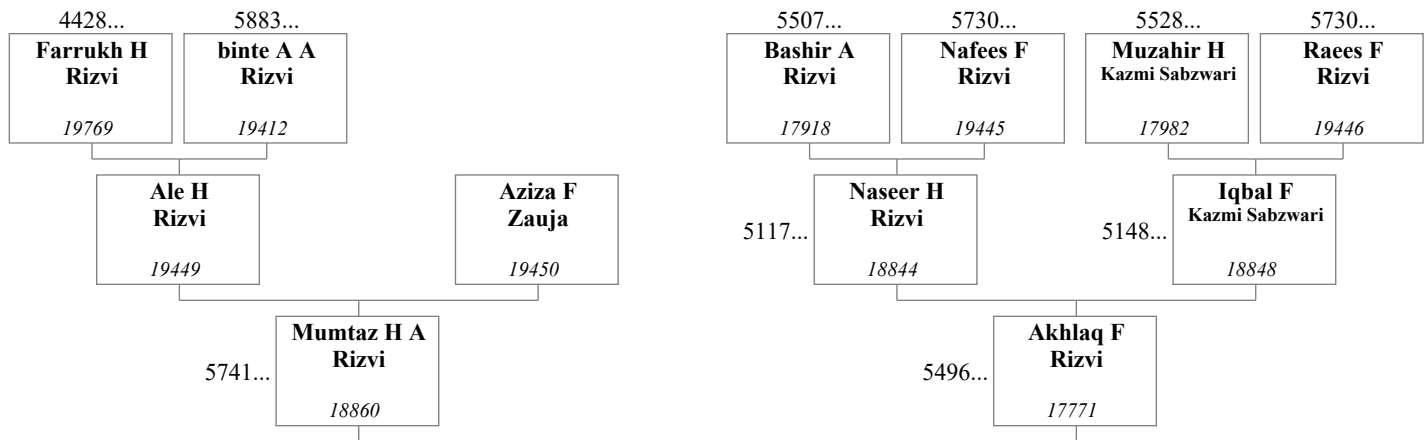 4428...
5883...
5507...
5730...
5528...
5730...
Farrukh H
Rizvi
19769
binte A A
Rizvi
19412
Bashir A
Rizvi
17918
Nafees F
Rizvi
19445
Muzahir H
Kazmi Sabzwari
17982
Raees F
Rizvi
19446
Ale H
Rizvi
19449
Aziza F
Zauja
19450
5117...
Naseer H
Rizvi
18844
5148...
Iqbal F
Kazmi Sabzwari
18848
5741...
Mumtaz H A
Rizvi
18860
5496...
Akhlaq F
Rizvi
17771